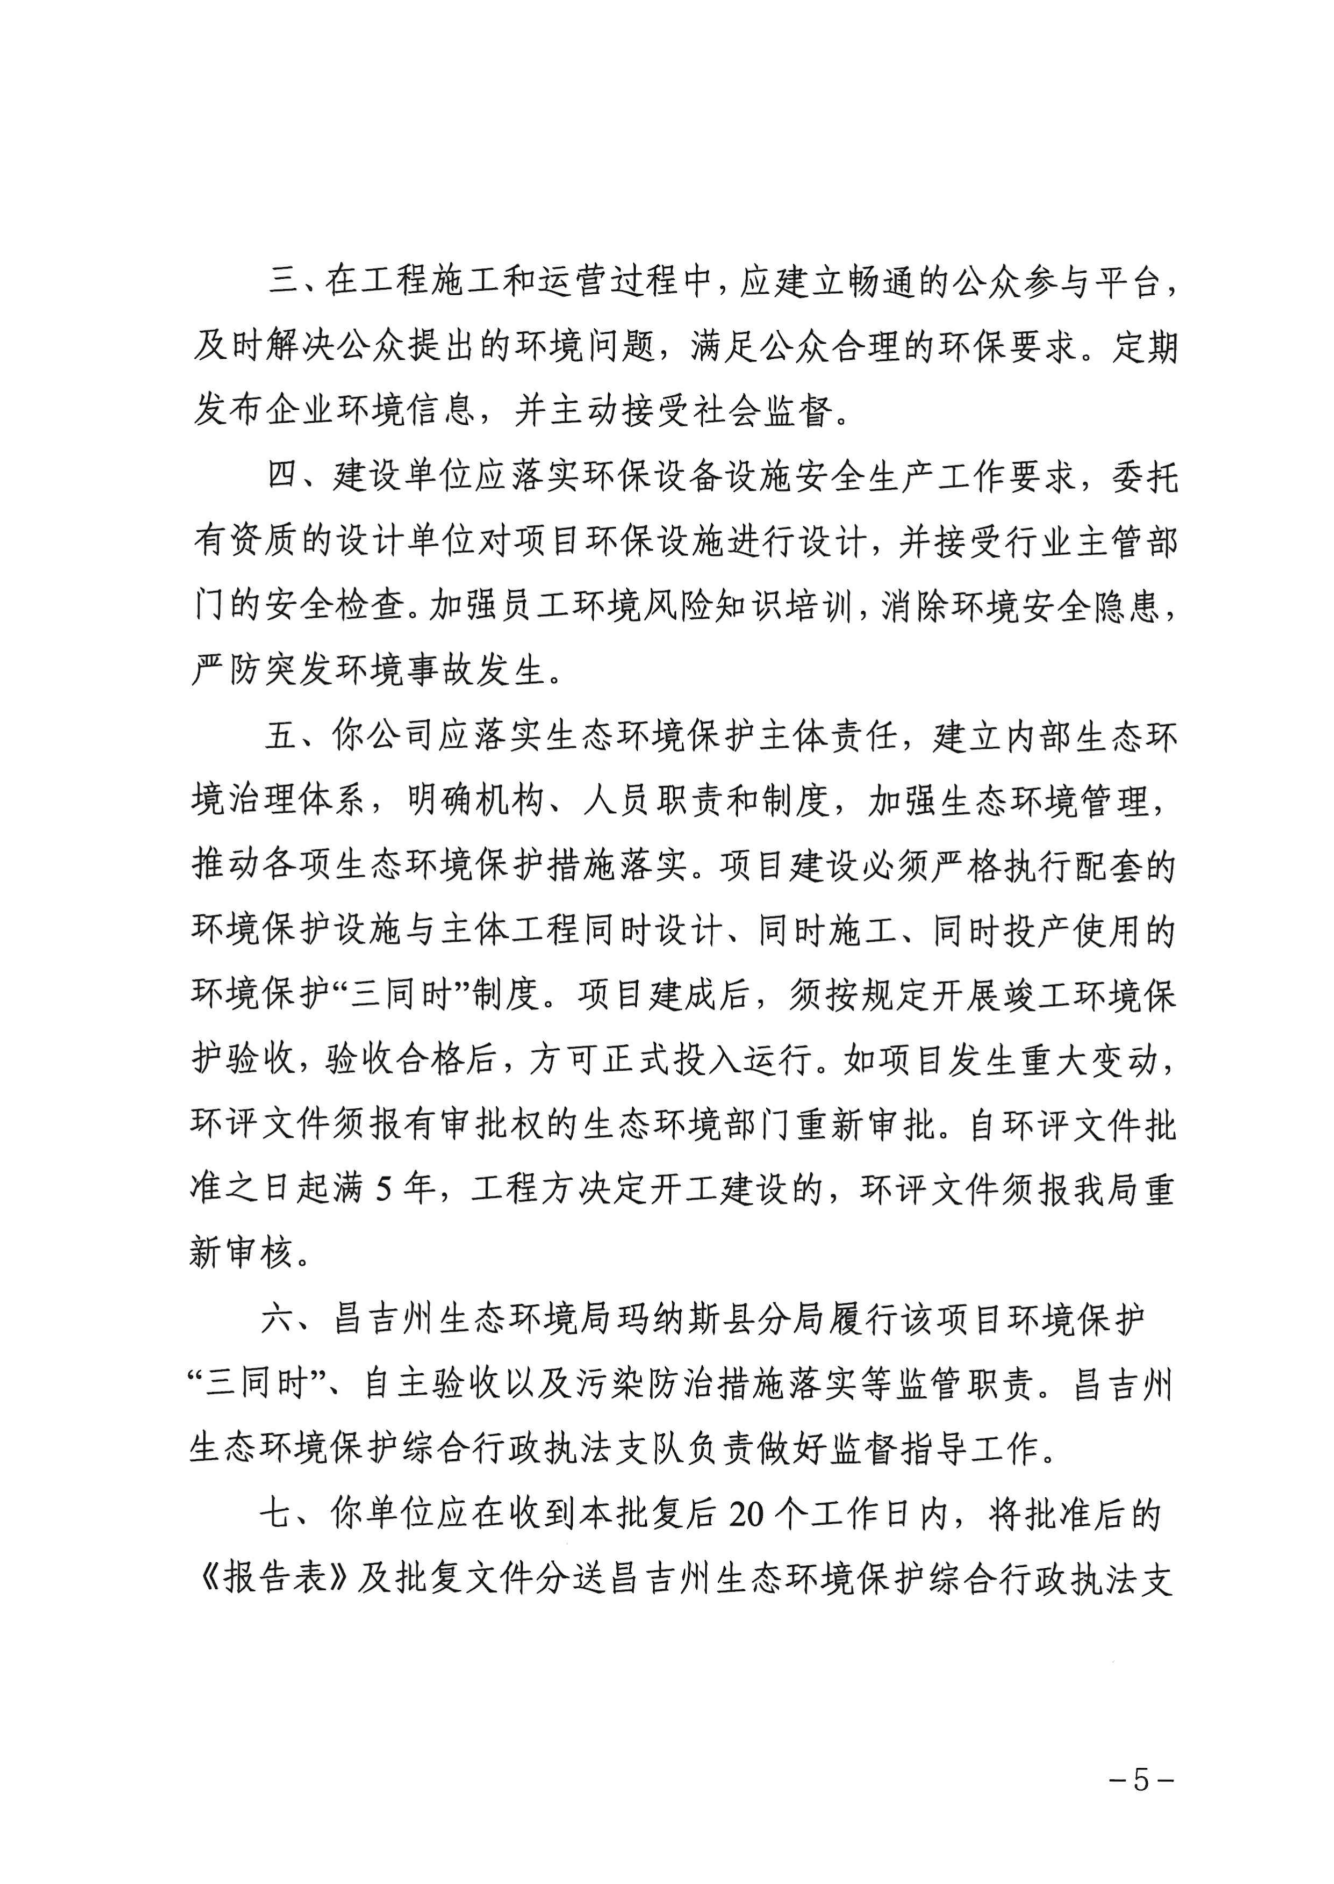 三、在工程施工和运营过程中，应建立畅通的公众参与平台，
及时解决公众提出的环境问题，满足公众合理的环保要求。定期
发布企业环境信息，并主动接受社会监督。
四、建设单位应落实环保设备设施安全生产工作要求，委托
有资质的设计单位对项目环保设施进行设计，并接受行业主管部
门的安全检查。加强员工环境风险知识培训，消除环境安全隐患，
严防突发环境事故发生。
五、你公司应落实生态环境保护主体责任，建立内部生态环
境治理体系，明确机构、人员职责和制度，加强生态环境管理，
推动各项生态环境保护措施落实。项目建设必须严格执行配套的
环境保护设施与主体工程同时设计、同时施工、同时投产使用的
环境保护“三同时”制度。项目建成后，须按规定开展竣工环境保
护验收，验收合格后，方可正式投入运行。如项目发生重大变动，
环评文件须报有审批权的生态环境部门重新审批。自环评文件批
准之日起满 5 年，工程方决定开工建设的，环评文件须报我局重
新审核。
六、昌吉州生态环境局玛纳斯县分局履行该项目环境保护
“三同时”、自主验收以及污染防治措施落实等监管职责。昌吉州
生态环境保护综合行政执法支队负责做好监督指导工作。
七、你单位应在收到本批复后 20 个工作日内，将批准后的
《报告表》及批复文件分送昌吉州生态环境保护综合行政执法支
－5－